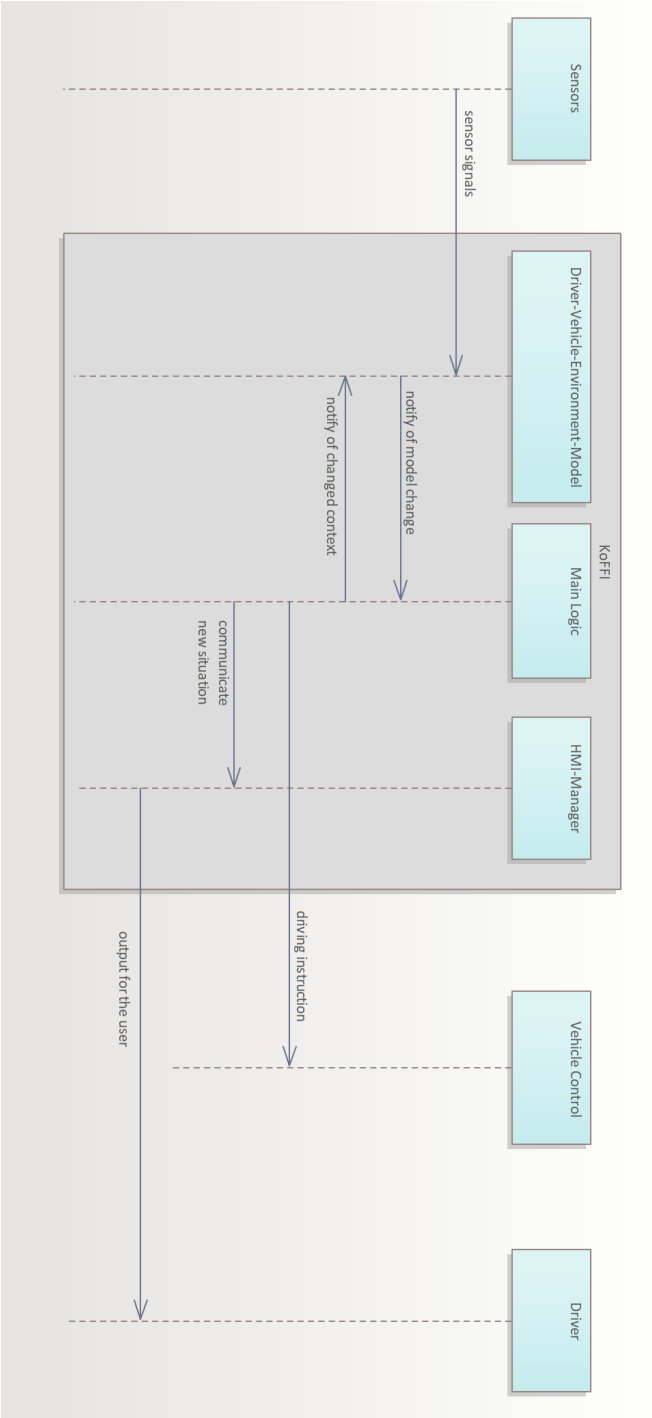 KoFFI
Sensors
Driver-Vehicle-Environment-Model
Main Logic
HMI-Manager
Vehicle Control
Driver
sensor signals
notify of model change
notify of changed context
driving instruction
communicate
new situation
output for the user